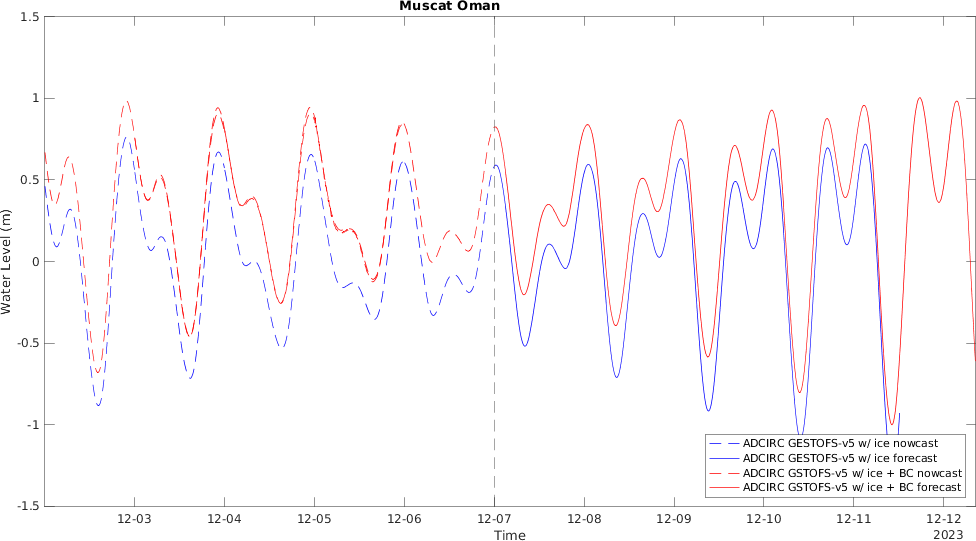 Muscat Oman
1.5
1
0.5
0
-0.5
-1
-1.5
Water Level (m)
12-03
12-04
12-05
12-06
12-07
12-08
12-09
12-10
12-11
12-12
2023
Time
ADCIRC GESTOFS-v5 w/ ice nowcast
ADCIRC GESTOFS-v5 w/ ice forecast
ADCIRC GSTOFS-v5 w/ ice + BC nowcast
ADCIRC GSTOFS-v5 w/ ice + BC forecast